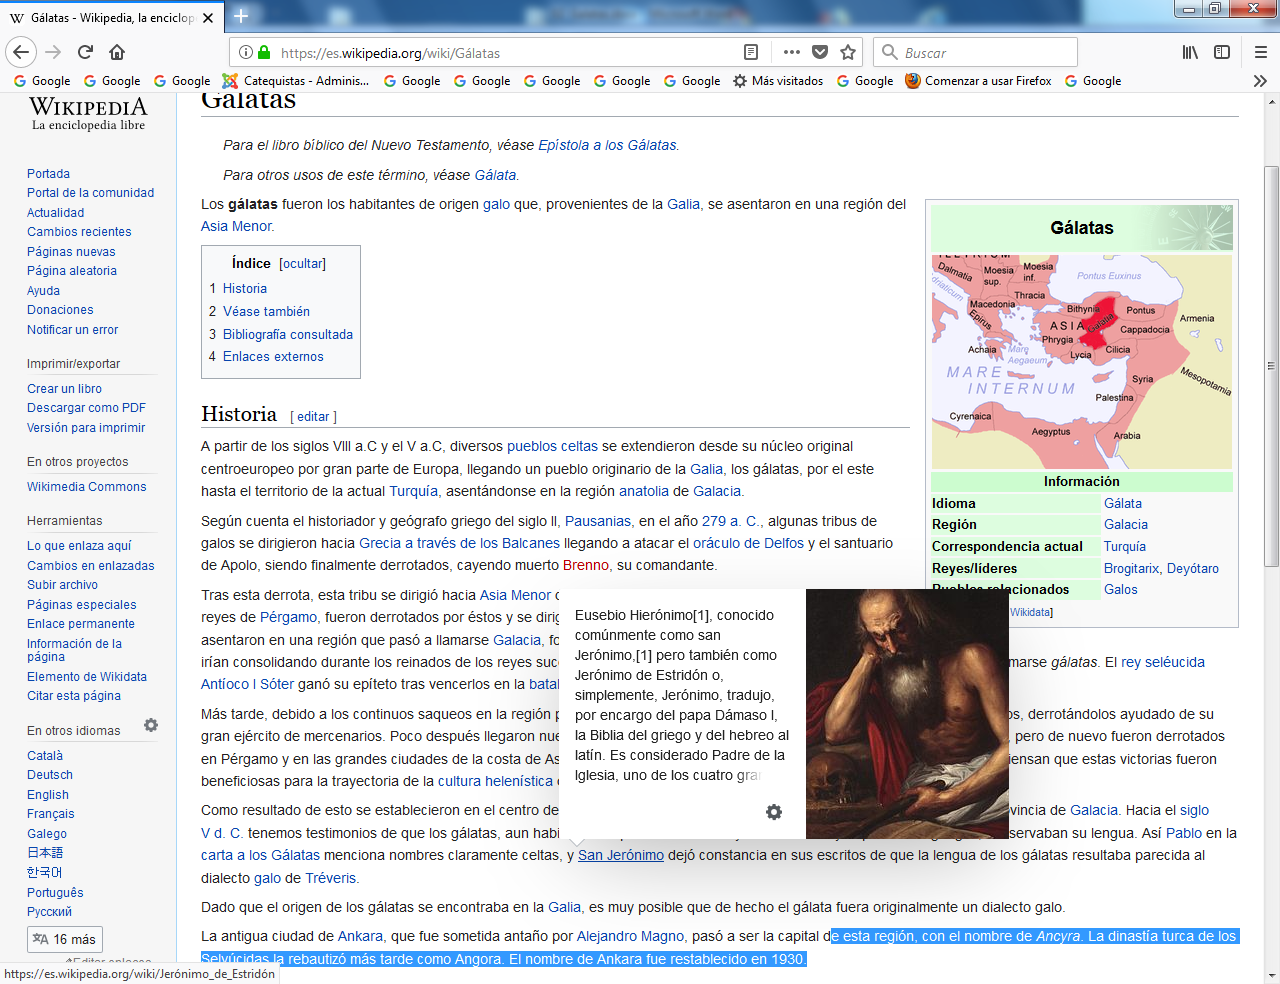 Gálatas - Wikipedia, la enciclop
https://es.wikipedia.org/wiki/Gálatas
Buscar
Google
Google
Google
Catequistas - Adminis...
Google
Google
Google
Google
Google
Más visitados
Google
Comenzar a usar Firefox
Google
WIKIPEDIA
La enciclopedia libre
Portada
Portal de la comunidad
Actualidad
Cambios recientes
Páginas nuevas
Página aleatoria
Ayuda
Donaciones
Notificar un error
Imprimir/exportar
Crear un libro
Descargar como PDF
Versión para imprimir
En otros proyectos
Wikimedia Commons
Herramientas
Lo que enlaza aquí
Cambios en enlazadas
Subir archivo
Páginas especiales
Enlace permanente
Información de la
página
Elemento de Wikidata
Citar esta página
En otros idiomas
Català
Deutsch
English
Français
Galego
日本語
한국어
Português
Русский
16 más
Editar enlaces
https://es.wikipedia.org/wiki/Jerónimo_de_Estridón
Gálatas
Para el libro bíblico del Nuevo Testamento, véase Epístola a los Gálatas.
Para otros usos de este término, véase Gálata.
Los gálatas fueron los habitantes de origen galo que, provenientes de la Galia, se asentaron en una región del
Asia Menor.
Índice [ocultar]
1 Historia
2 Véase también
3 Bibliografía consultada
4 Enlaces externos
Historia [ editar ]
A partir de los siglos VIII a.C y el V a.C, diversos pueblos celtas se extendieron desde su núcleo original
centroeuropeo por gran parte de Europa, llegando un pueblo originario de la Galia, los gálatas, por el este
hasta el territorio de la actual Turquía, asentándonse en la región anatolia de Galacia.
Según cuenta el historiador y geógrafo griego del siglo II, Pausanias, en el año 279 a. C., algunas tribus de
galos se dirigieron hacia Grecia a través de los Balcanes llegando a atacar el oráculo de Delfos y el santuario
de Apolo, siendo finalmente derrotados, cayendo muerto Brenno, su comandante.
Tras esta derrota, esta tribu se dirigió hacia Asia Menor
reyes de Pérgamo, fueron derrotados por éstos y se dirig
asentaron en una región que pasó a llamarse Galacia, fo
irían consolidando durante los reinados de los reyes suc marse gálatas. El rey seléucida
Antíoco I Sóter ganó su epíteto tras vencerlos en la batal
Más tarde, debido a los continuos saqueos en la región p s, derrotándolos ayudado de su
gran ejército de mercenarios. Poco después llegaron nue , pero de nuevo fueron derrotados
en Pérgamo y en las grandes ciudades de la costa de As iensan que estas victorias fueron
beneficiosas para la trayectoria de la cultura helenística
Como resultado de esto se establecieron en el centro de vincia de Galacia. Hacia el siglo
V d. C. tenemos testimonios de que los gálatas, aun habi servaban su lengua. Así Pablo en la
carta a los Gálatas menciona nombres claramente celtas, y San Jerónimo dejó constancia en sus escritos de que la lengua de los gálatas resultaba parecida al
dialecto galo de Tréveris.
Dado que el origen de los gálatas se encontraba en la Galia, es muy posible que de hecho el gálata fuera originalmente un dialecto galo.
La antigua ciudad de Ankara, que fue sometida antaño por Alejandro Magno, pasó a ser la capital de esta región, con el nombre de Ancyra. La dinastía turca de los
Selyúcidas la rebautizó más tarde como Angora. El nombre de Ankara fue restablecido en 1930.
Eusebio Hierónimo[1], conocido
comúnmente como san
Jerónimo,[1] pero también como
Jerónimo de Estridón o,
simplemente, Jerónimo, tradujo,
por encargo del papa Dámaso I,
la Biblia del griego y del hebreo al
latín. Es considerado Padre de la
Iglesia, uno de los cuatro gran
Gálatas
Dalmatia
Moesia
sup.
Moesia
inf.
Pontus Euxinus
Thracia
Macedonia
Epirus
Bithynia
Pontus
Armenia
ASIA
Galatia
Cappadocia
Phrygia
Achaia
Mare
Aegaeum
Lycia
Cilicia
MARE
INTERNUM
Syria
Mesopotamia
Palestina
Cyrenaica
Aegyptus
Arabia
Información
Idioma Gálata
Región Galacia
Correspondencia actual Turquía
Reyes/líderes Brogitarix, Deyótaro
Pueblos relacionados Galos
Wikidata]